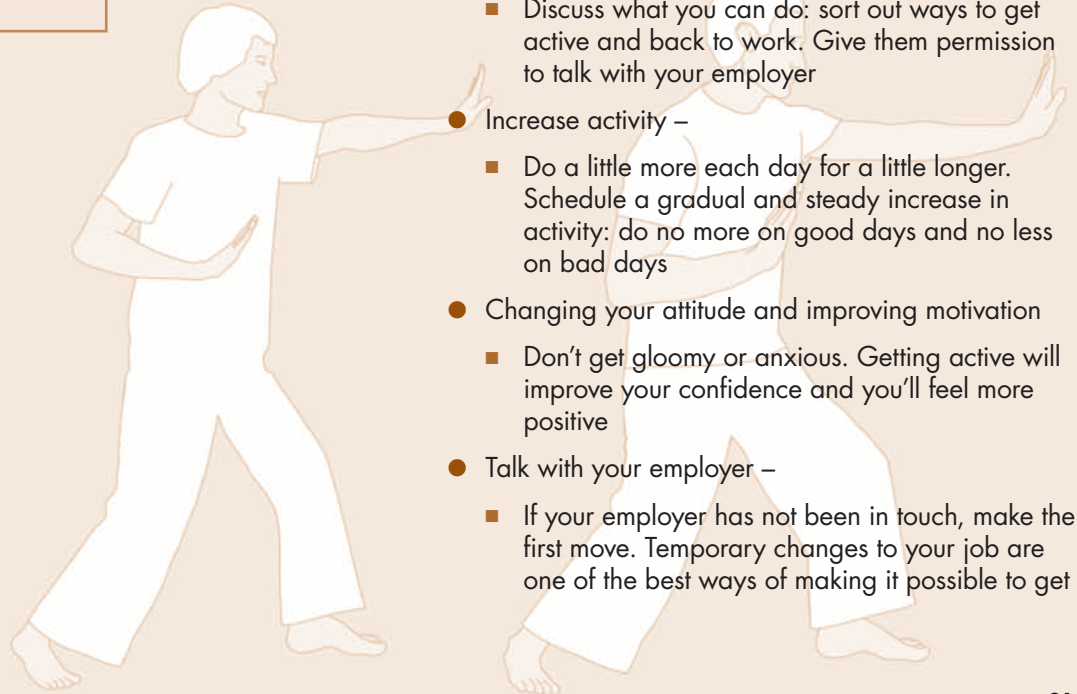 ■ Discuss what you can do: sort out ways to get
active and back to work. Give them permission
to talk with your employer
● Increase activity –
■ Do a little more each day for a little longer.
Schedule a gradual and steady increase in
activity: do no more on good days and no less
on bad days
● Changing your attitude and improving motivation
■ Don’t get gloomy or anxious. Getting active will
improve your confidence and you’ll feel more
positive
● Talk with your employer –
■ If your employer has not been in touch, make the
first move. Temporary changes to your job are
one of the best ways of making it possible to get